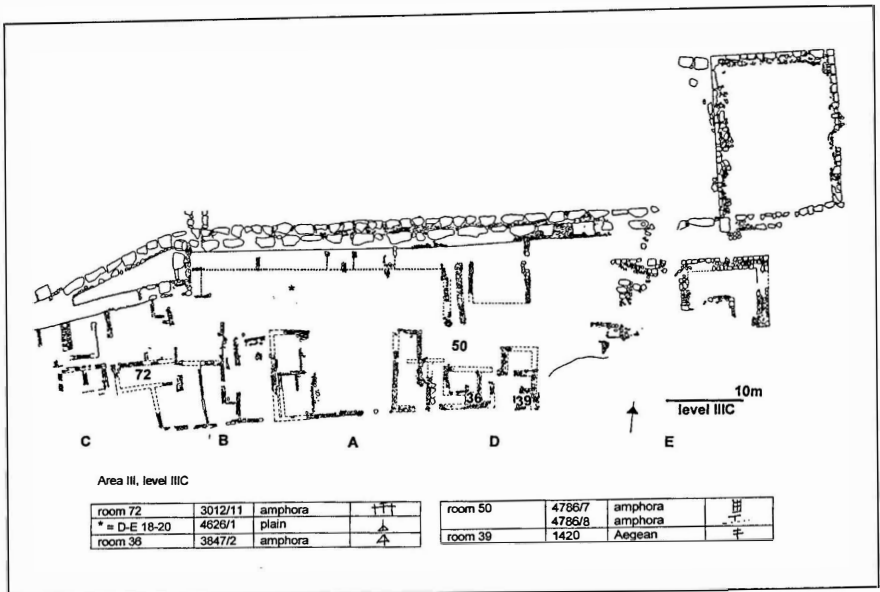 50
72
36
39
10m
level IIIC
C B A D E
Area III, level IIIC
room 72 3012/11 amphora
* = D-E 18-20 4626/1 plain
room 36 3847/2 amphora
room 50 4786/7 amphora
4786/8 amphora
room 39 1420 Aegean